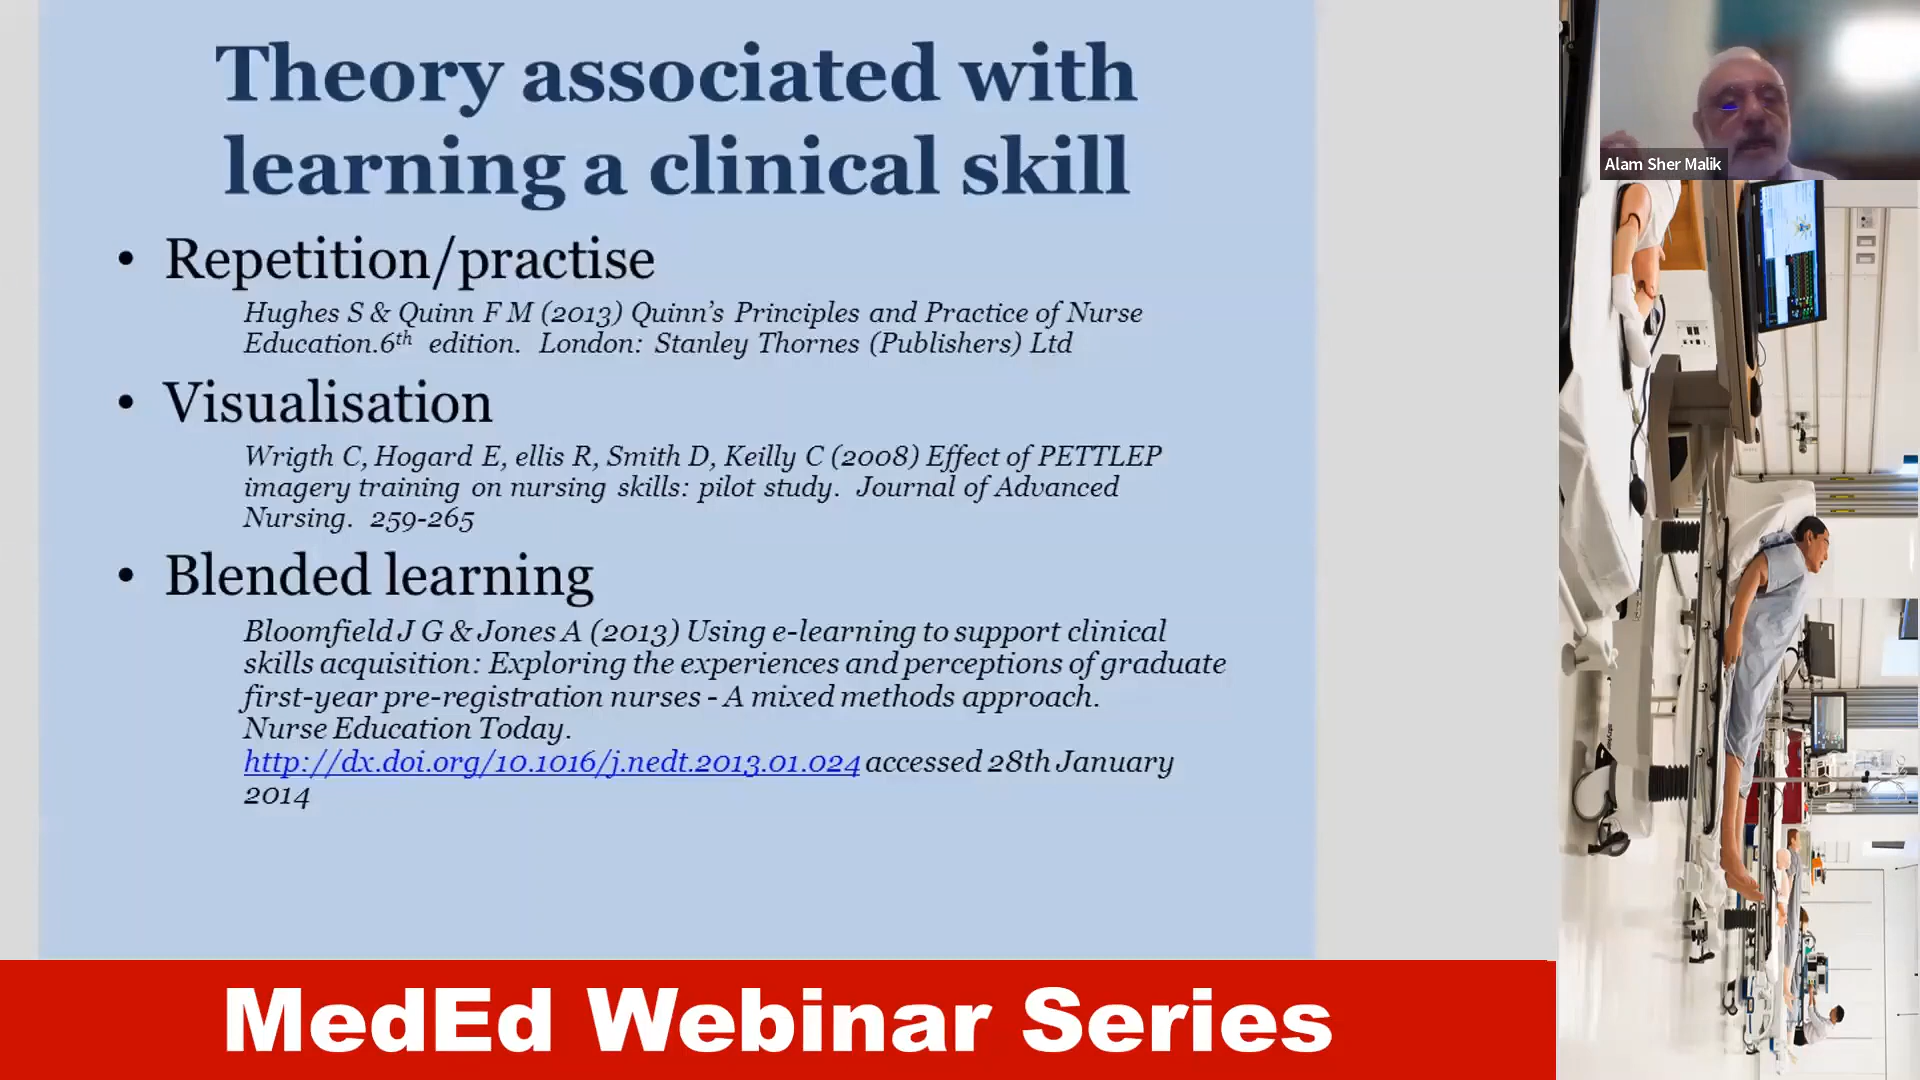 Theory associated with
learning a clinical skill
• Repetition/practise
Hughes S & Quinn F M (2013) Quinn's Principles and Practice of Nurse
Education.6th edition. London: Stanley Thornes (Publishers) Ltd
• Visualisation
Wrigth C, Hogard E, ellis R, Smith D, Keilly C (2008) Effect of PETTLEP
imagery training on nursing skills: pilot study. Journal of Advanced
Nursing. 259-265
• Blended learning
Bloomfield J G & Jones A (2013) Using e-learning to support clinical
skills acquisition: Exploring the experiences and perceptions of graduate
first-year pre-registration nurses - A mixed methods approach.
Nurse Education Today.
http://dx.doi.org/10.1016/j.nedt.2013.01.024 accessed 28th January
2014
Alam Sher Malik
MedEd Webinar Series